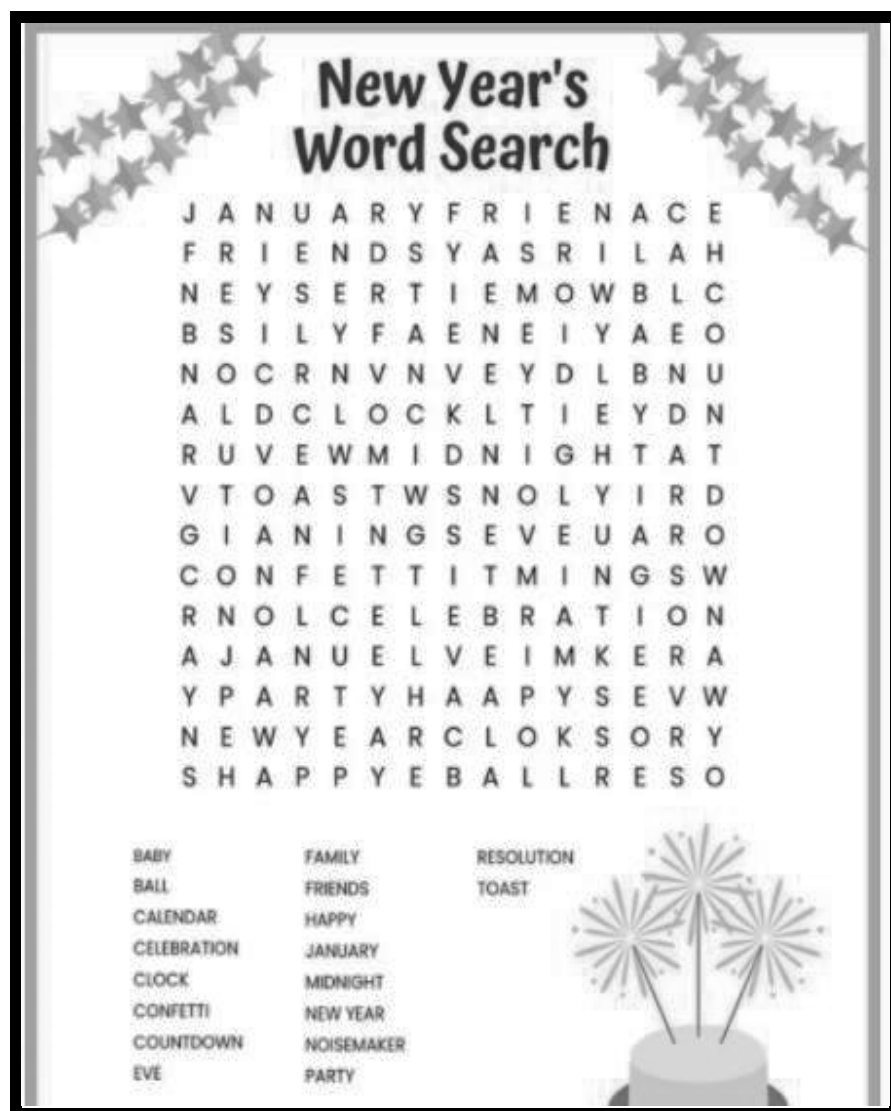 New Year's
Word Search
J A N U A R Y F R I E N A C E
F R I E N D S Y A S R I L A H
N E Y S E R T I E M O W B L C
B S I L Y F A E N E I Y A E O
N O C R N V N V E Y D L B N U
A L D C L O C K L T I E Y D N
R U V E W M I D N I G H T A T
V T O A S T W S N O L Y I R D
G I A N I N G S E V E U A R O
C O N F E T T I T M I N G S W
R N O L C E L E B R A T I O N
A J A N U E L V E I M K E R A
Y P A R T Y H A A P Y S E V W
N E W Y E A R C L O K S O R Y
S H A P P Y E B A L L R E S O
BABY FAMILY RESOLUTION
BALL FRIENDS TOAST
CALENDAR HAPPY
CELEBRATION JANUARY
CLOCK MIDNIGHT
CONFETTI NEW YEAR
COUNTDOWN NOISEMAKER
EVE PARTY